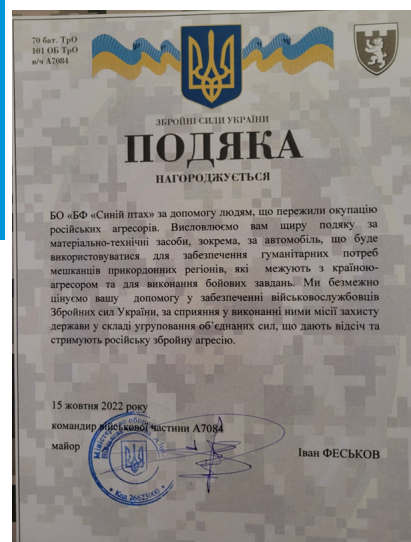 70 бат. ТрО
101 ОБ ТрО
в/ч А7084
ЗБРОЙНІ СИЛИ УКРАЇНИ
ПОДЯКА
НАГОРОДЖУЄТЬСЯ
БО «БФ «Синій птах» за допомогу людям, що пережили окупацію
російських агресорів. Висловлюємо вам щиру подяку за
матеріально-технічні засоби, зокрема, за автомобіль, що буде
використовуватися для забезпечення гуманітарних потреб
мешканців прикордонних регіонів, які межують з країною-
агресором та для виконання бойових завдань. Ми безмежно
цінуємо вашу допомогу у забезпеченні військовослужбовців
Збройних сил України, за сприяння у виконанні ними місії захисту
держави у складі угруповання об'єднаних сил, що дають відсіч та
стримують російську збройну агресію.
15 жовтня 2022 року
командир військової частини А7084
майор
Іван ФЕСЬКОВ
Код 26623000